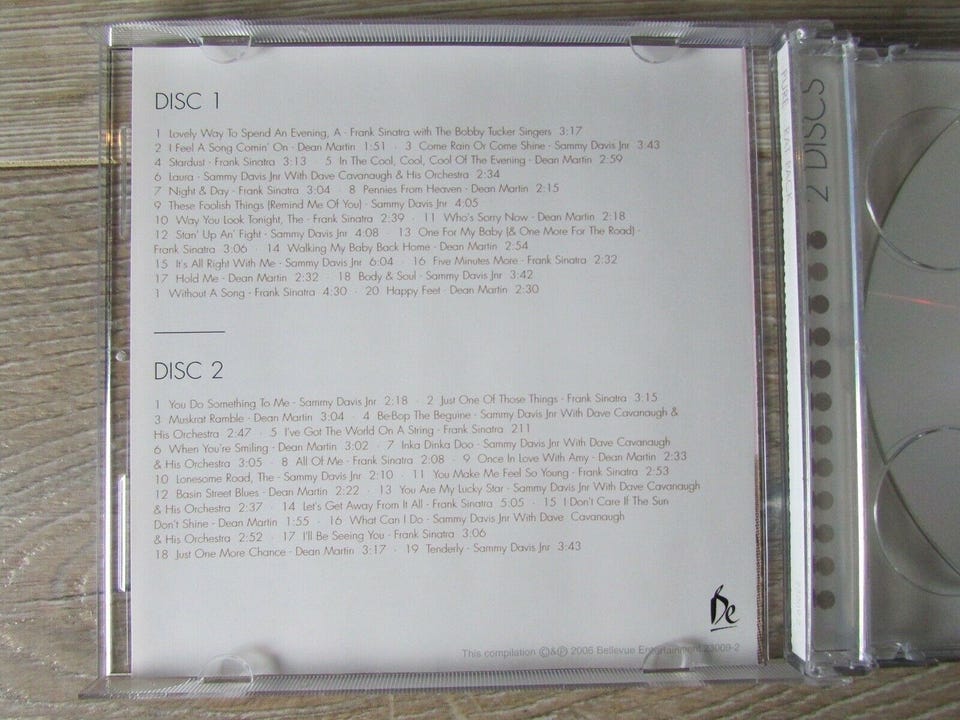 DISC 1
1 Lovely Way To Spend An Evening, A · Frank Sinatra with The Bobby Tucker Singers 3:17
2 I Feel A Song Comin' On · Dean Martin 1:51 · 3 Come Rain Or Come Shine · Sammy Davis Jnr 3:43
4 Stardust · Frank Sinatra 3:13 · 5 In The Cool, Cool, Cool Of The Evening · Dean Martin 2:59
6 Laura · Sammy Davis Jnr With Dave Cavanaugh & His Orchestra 2:34
7 Night & Day · Frank Sinatra 3:04 · 8 Pennies From Heaven · Dean Martin 2:15
9 These Foolish Things (Remind Me Of You) · Sammy Davis Jnr 4:05
10 Way You Look Tonight, The · Frank Sinatra 2:39 · 11 Who's Sorry Now · Dean Martin 2:18
12 Stan' Up An' Fight · Sammy Davis Jnr 4:08 · 13 One For My Baby (& One More For The Road) ·
Frank Sinatra 3:06 · 14 Walking My Baby Back Home · Dean Martin 2:54
15 It's All Right With Me · Sammy Davis Jnr 6:04 · 16 Five Minutes More · Frank Sinatra 2:32
17 Hold Me · Dean Martin 2:32 · 18 Body & Soul · Sammy Davis Jnr 3:42
1 Without A Song · Frank Sinatra 4:30 · 20 Happy Feet · Dean Martin 2:30
DISC 2
1 You Do Something To Me · Sammy Davis Jnr 2:18 · 2 Just One Of Those Things · Frank Sinatra 3:15
3 Muskrat Ramble · Dean Martin 3:04 · 4 Be-Bop The Beguine · Sammy Davis Jnr With Dave Cavanaugh &
His Orchestra 2:47 · 5 I've Got The World On A String · Frank Sinatra 211
6 When You're Smiling · Dean Martin 3:02 · 7 Inka Dinka Doo · Sammy Davis Jnr With Dave Cavanaugh
& His Orchestra 3:05 · 8 All Of Me · Frank Sinatra 2:08 · 9 Once In Love With Amy · Dean Martin 2:33
10 Lonesome Road, The · Sammy Davis Jnr 2:10 · 11 You Make Me Feel So Young · Frank Sinatra 2:53
12 Basin Street Blues · Dean Martin 2:22 · 13 You Are My Lucky Star · Sammy Davis Jnr With Dave Cavanaugh
& His Orchestra 2:37 · 14 Let's Get Away From It All · Frank Sinatra 5:05 · 15 I Don't Care If The Sun
Don't Shine · Dean Martin 1:55 · 16 What Can I Do · Sammy Davis Jnr With Dave Cavanaugh
& His Orchestra 2:52 · 17 I'll Be Seeing You · Frank Sinatra 3:06
18 Just One More Chance · Dean Martin 3:17 · 19 Tenderly · Sammy Davis Jnr 3:43
Be
This compilation ©&℗ 2006 Bellevue Entertainment 23009-2
PURE RAT PACK
2 DISCS